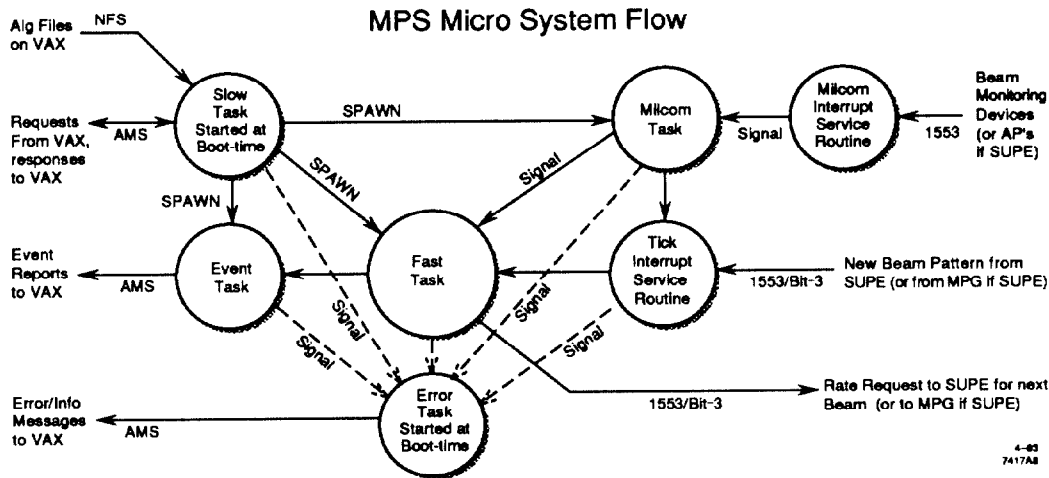 MPS Micro System Flow
Alg Files
on VAX
NFS
Slow
Task
Started at
Boot-time
SPAWN
Milcom
Task
Milcom
Interrupt
Service
Routine
Signal
1553
Beam
Monitoring
Devices
(or AP's
if SUPE)
Requests
From VAX,
responses
to VAX
AMS
SPAWN
SPAWN
Signal
Event
Reports
to VAX
AMS
Event
Task
Fast
Task
Tick
Interrupt
Service
Routine
1553/Bit-3
New Beam Pattern from
SUPE (or from MPG if SUPE)
Signal
Signal
Signal
Signal
Error/Info
Messages
to VAX
AMS
Error
Task
Started at
Boot-time
1553/Bit-3
Rate Request to SUPE for next
Beam (or to MPG if SUPE)
4-93
7417A8